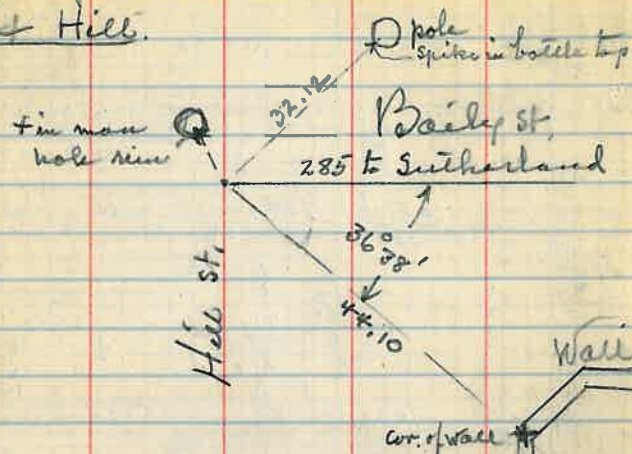 & Hill.
pole
spike in bottle top
32.12
+ in man
hole rim
Baily St.
285 to Sutherland
36° 38'
Hill St.
44.10
Wall
cor. of wall